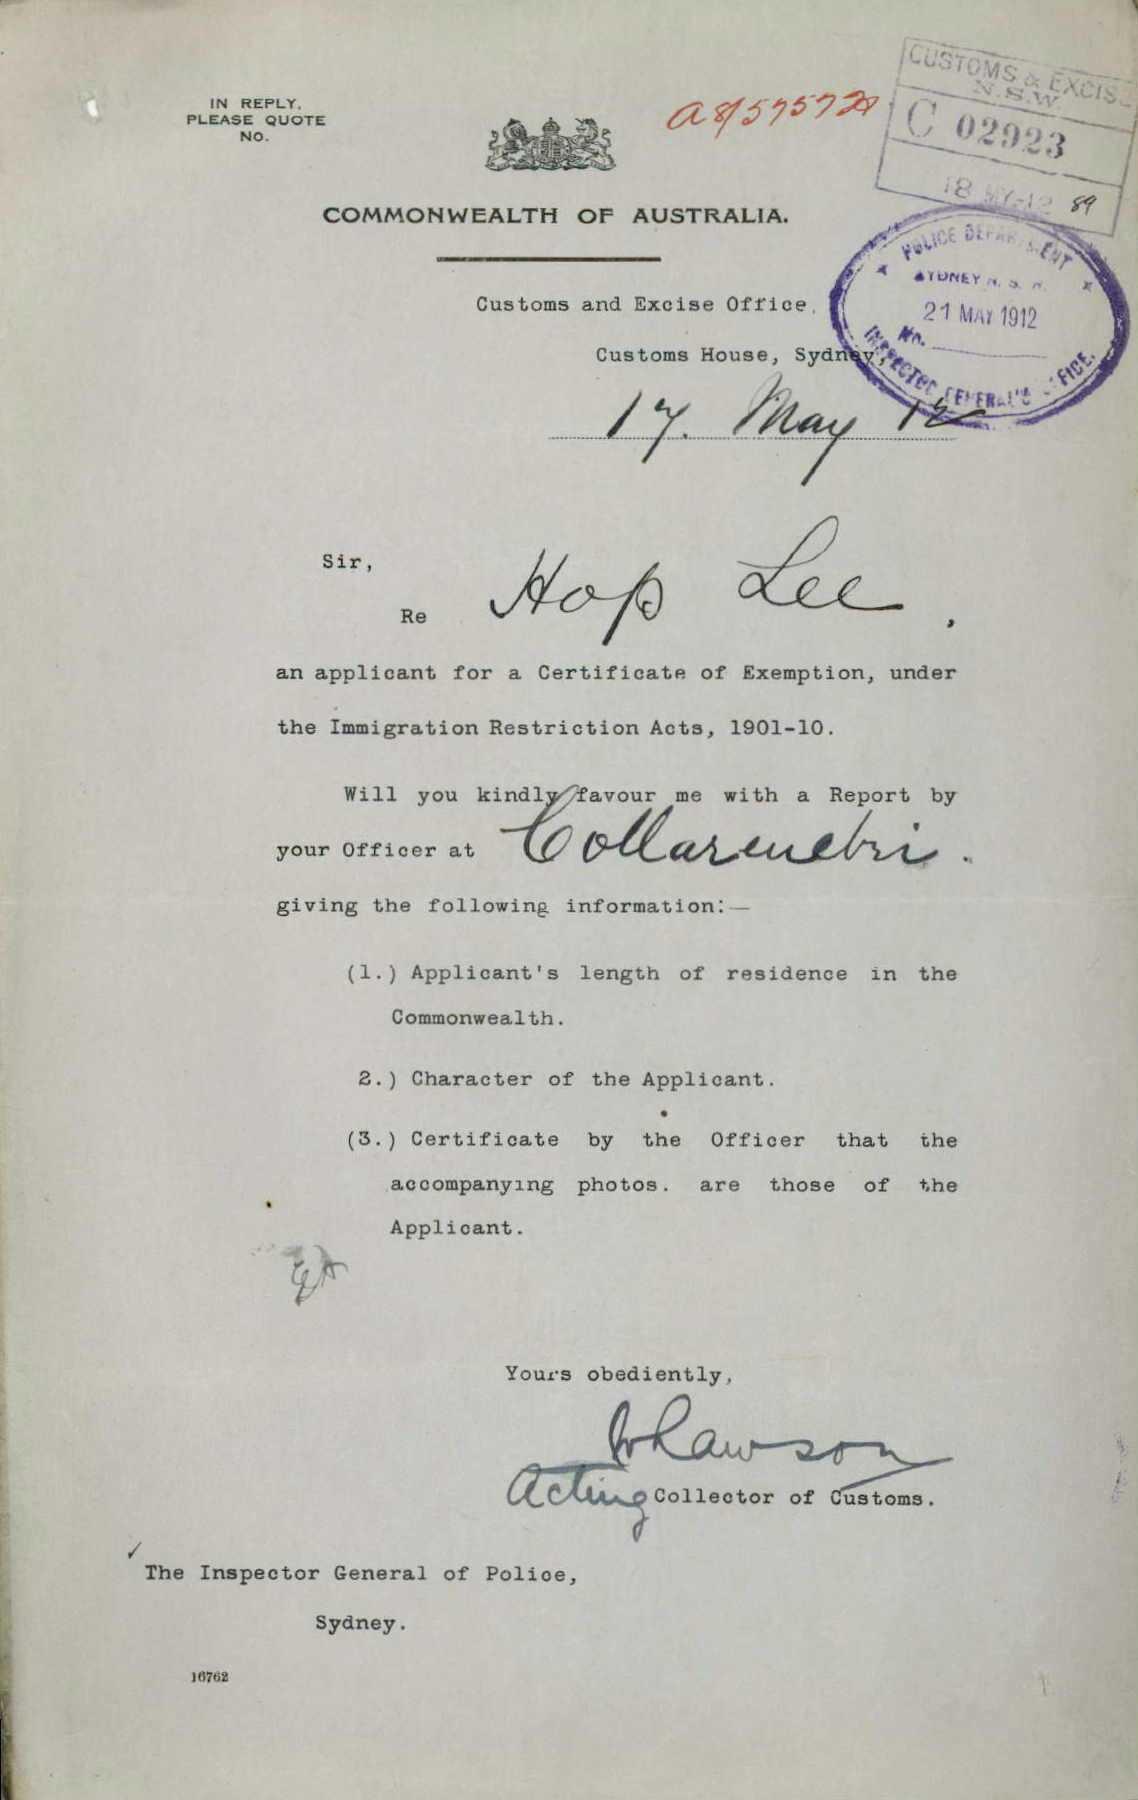 IN REPLY,
PLEASE QUOTE
NO.
CUSTOMS & EXCISE
N.S.W.
C 02923
18 MY 12 89
COMMONWEALTH OF AUSTRALIA.
POLICE DEPARTMENT
SYDNEY N. S. W.
21 MAY 1912
No.
INSPECTOR GENERAL'S OFFICE.
Customs and Excise Office,
Customs House, Sydney,
17. May 12
Sir,
Re Hop Lee,
an applicant for a Certificate of Exemption, under
the Immigration Restriction Acts, 1901-10.
Will you kindly favour me with a Report by
your Officer at Collarenebri.
giving the following information:—
(1.) Applicant's length of residence in the
Commonwealth.
2.) Character of the Applicant.
(3.) Certificate by the Officer that the
accompanying photos. are those of the
Applicant.
Yours obediently,
Acting Collector of Customs.
The Inspector General of Police,
Sydney.
16762